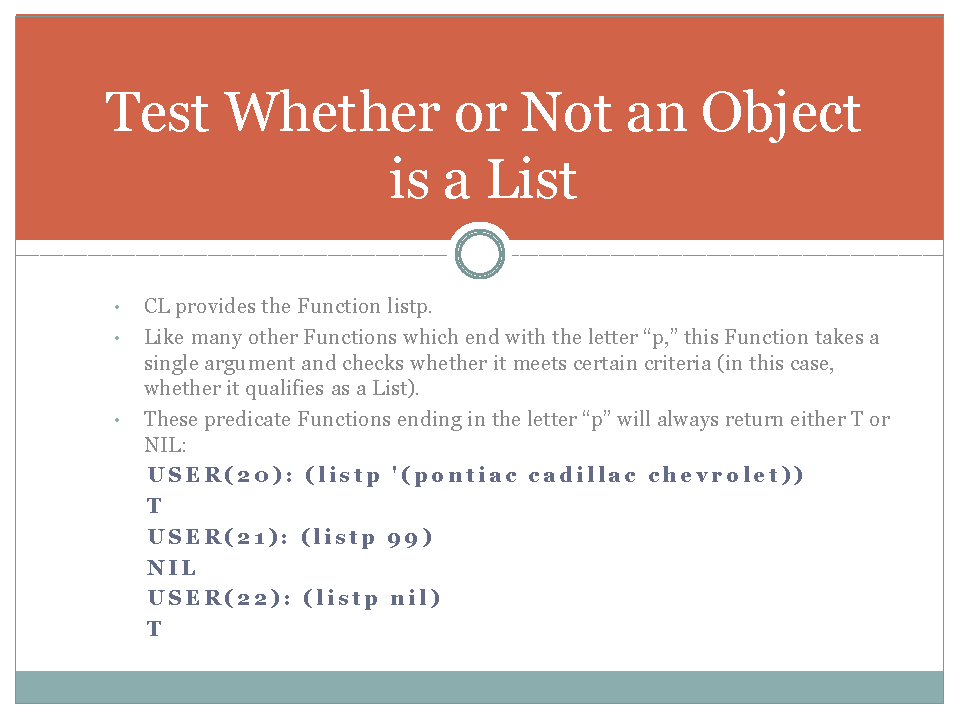 Test Whether or Not an Object
is a List
• CL provides the Function listp.
• Like many other Functions which end with the letter “p,” this Function takes a
single argument and checks whether it meets certain criteria (in this case,
whether it qualifies as a List).
• These predicate Functions ending in the letter “p” will always return either T or
NIL:
USER(20): (listp '(pontiac cadillac chevrolet))
T
USER(21): (listp 99)
NIL
USER(22): (listp nil)
T